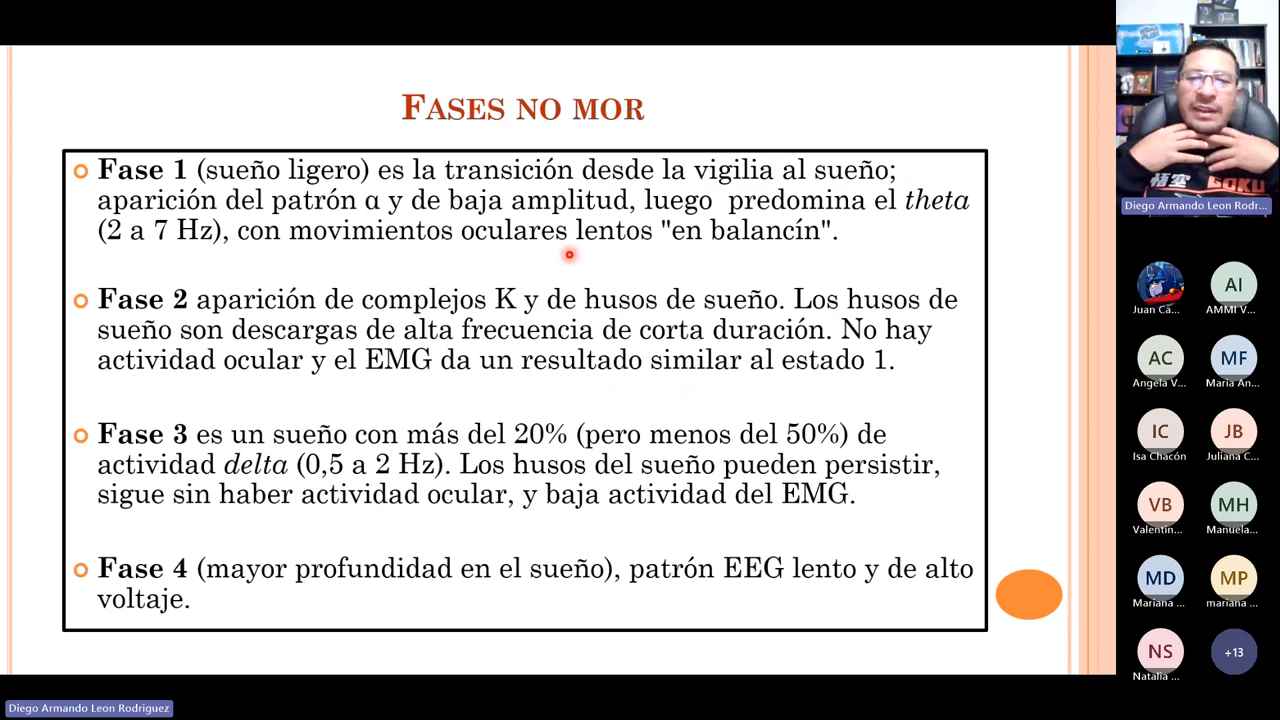 FASES NO MOR
Fase 1 (sueño ligero) es la transición desde la vigilia al sueño;
aparición del patrón α y de baja amplitud, luego predomina el theta
(2 a 7 Hz), con movimientos oculares lentos "en balancín".
Fase 2 aparición de complejos K y de husos de sueño. Los husos de
sueño son descargas de alta frecuencia de corta duración. No hay
actividad ocular y el EMG da un resultado similar al estado 1.
Fase 3 es un sueño con más del 20% (pero menos del 50%) de
actividad delta (0,5 a 2 Hz). Los husos del sueño pueden persistir,
sigue sin haber actividad ocular, y baja actividad del EMG.
Fase 4 (mayor profundidad en el sueño), patrón EEG lento y de alto
voltaje.
悟空 GOKU
Diego Armando Leon Rodr...
Juan Ca...
AI
AMMI V...
AC
Angela V...
MF
Maria An...
IC
Isa Chacón
JB
Juliana C...
VB
Valentin...
MH
Manuela...
MD
Mariana ...
MP
mariana ...
NS
Natalia ...
+13
Diego Armando Leon Rodriguez